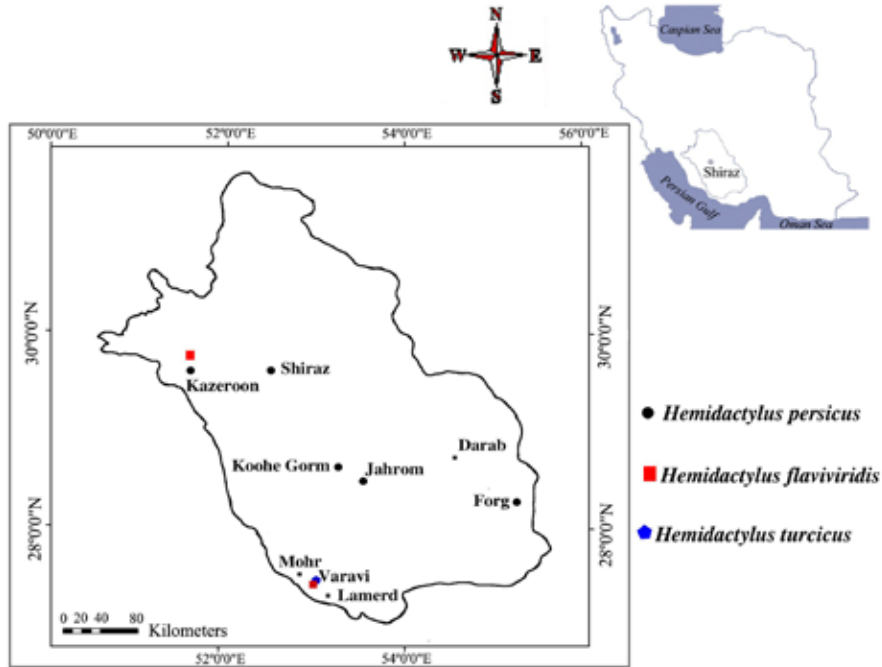 N
W E
S
Caspian Sea
Shiraz
Persian Gulf
Oman Sea
50°0'0"E 52°0'0"E 54°0'0"E 56°0'0"E
30°0'0"N 30°0'0"N
Kazeroon
Shiraz
Hemidactylus persicus
Darab
Koohe Gorm
Jahrom
Hemidactylus flaviviridis
Forg
28°0'0"N 28°0'0"N
Hemidactylus turcicus
Mohr
Varavi
Lamerd
0 20 40 80
Kilometers
52°0'0"E 54°0'0"E